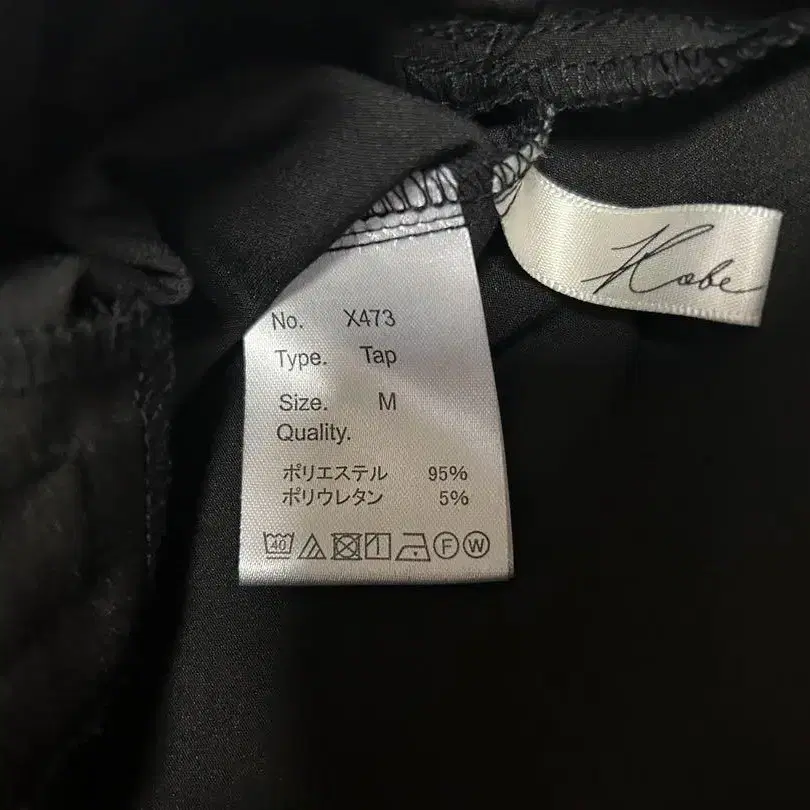 Kobe
No. X473
Type. Tap
Size. M
Quality.
ポリエステル 95%
ポリウレタン 5%
40 F W